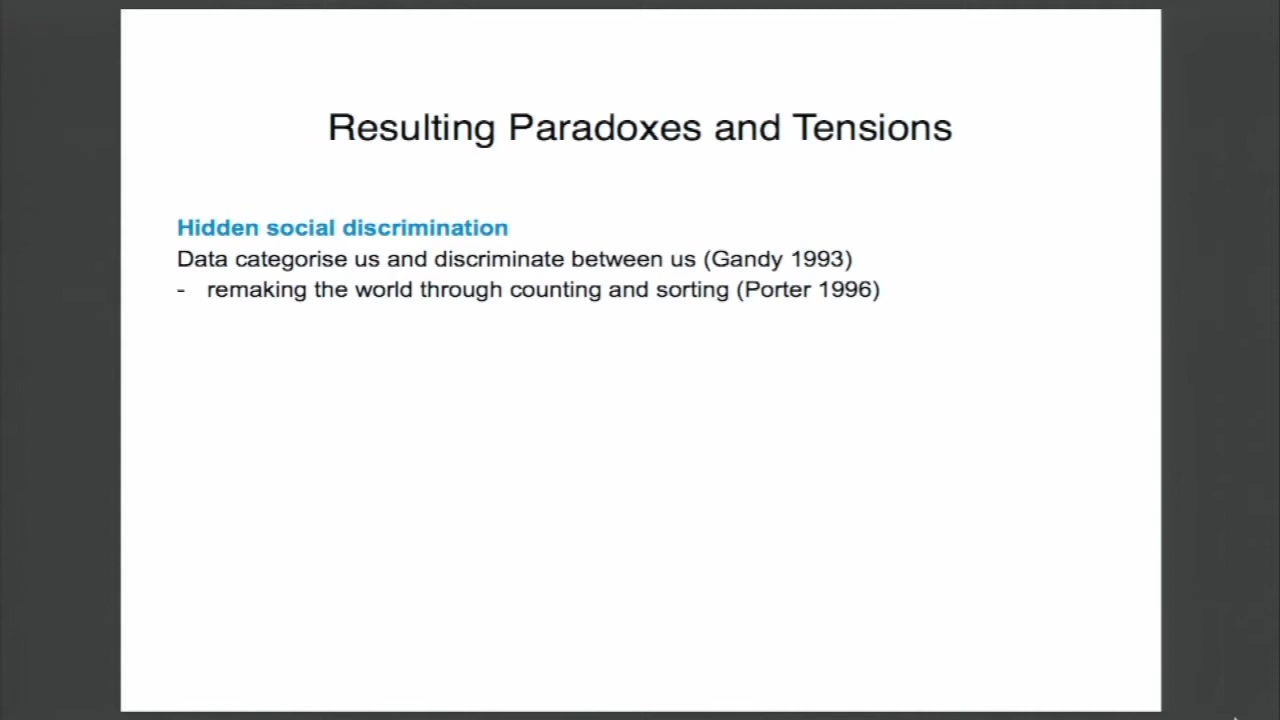 Resulting Paradoxes and Tensions
Hidden social discrimination
Data categorise us and discriminate between us (Gandy 1993)
- remaking the world through counting and sorting (Porter 1996)